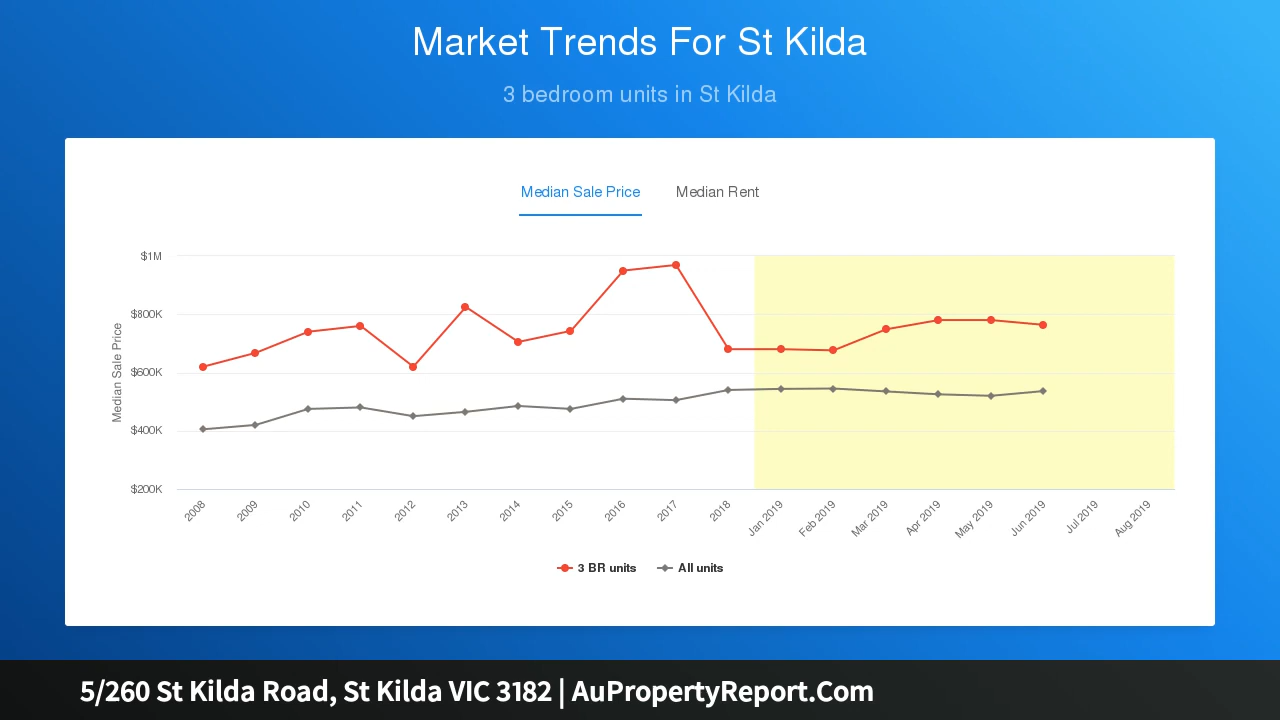 Market Trends For St Kilda
3 bedroom units in St Kilda
Median Sale Price Median Rent
Median Sale Price
$1M
$800K
$600K
$400K
$200K
2008 2009 2010 2011 2012 2013 2014 2015 2016 2017 2018 Jan 2019 Feb 2019 Mar 2019 Apr 2019 May 2019 Jun 2019 Jul 2019 Aug 2019
3 BR units All units
5/260 St Kilda Road, St Kilda VIC 3182 | AuPropertyReport.Com